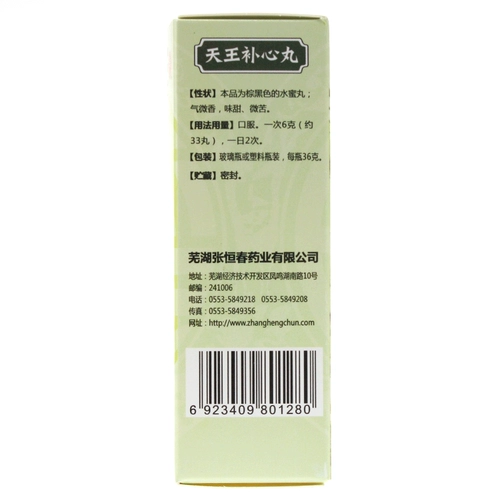 天王补心丸
【性状】本品为棕黑色的水蜜丸；
气微香，味甜、微苦。
【用法用量】口服。一次6克（约
33丸），一日2次。
【包装】玻璃瓶或塑料瓶装，每瓶36克。
【贮藏】密封。
芜湖张恒春药业有限公司
地址：芜湖经济技术开发区凤鸣湖南路10号
邮编：241006
电话：0553-5849218 0553-5849208
传真：0553-5849356
网址：http://www.zhanghengchun.com
6 923409 801280